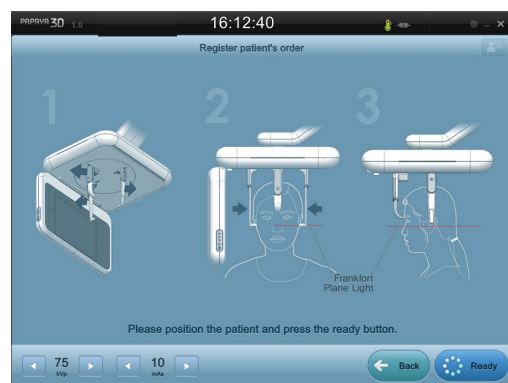 PAPAYA 3D 1.0
16:12:40
Register patient's order
1
2
3
Frankfort
Plane Light
Please position the patient and press the ready button.
75
kVp
10
mAs
Back
Ready